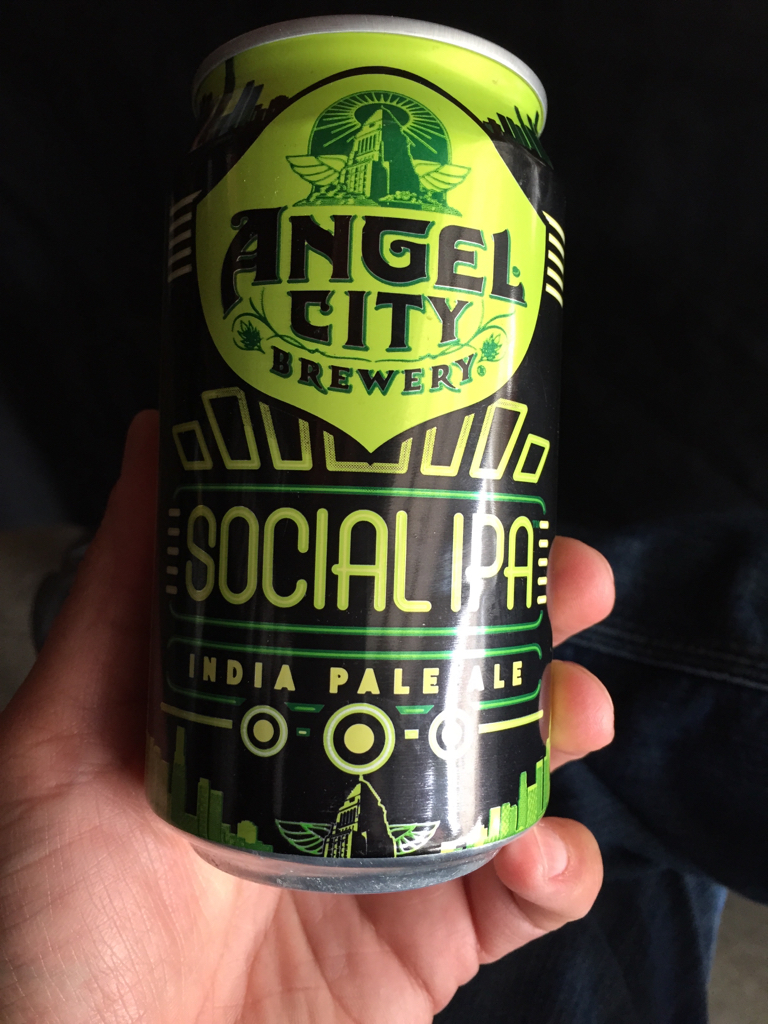 ANGEL
CITY
BREWERY
SOCIAL IPA
INDIA PALE ALE